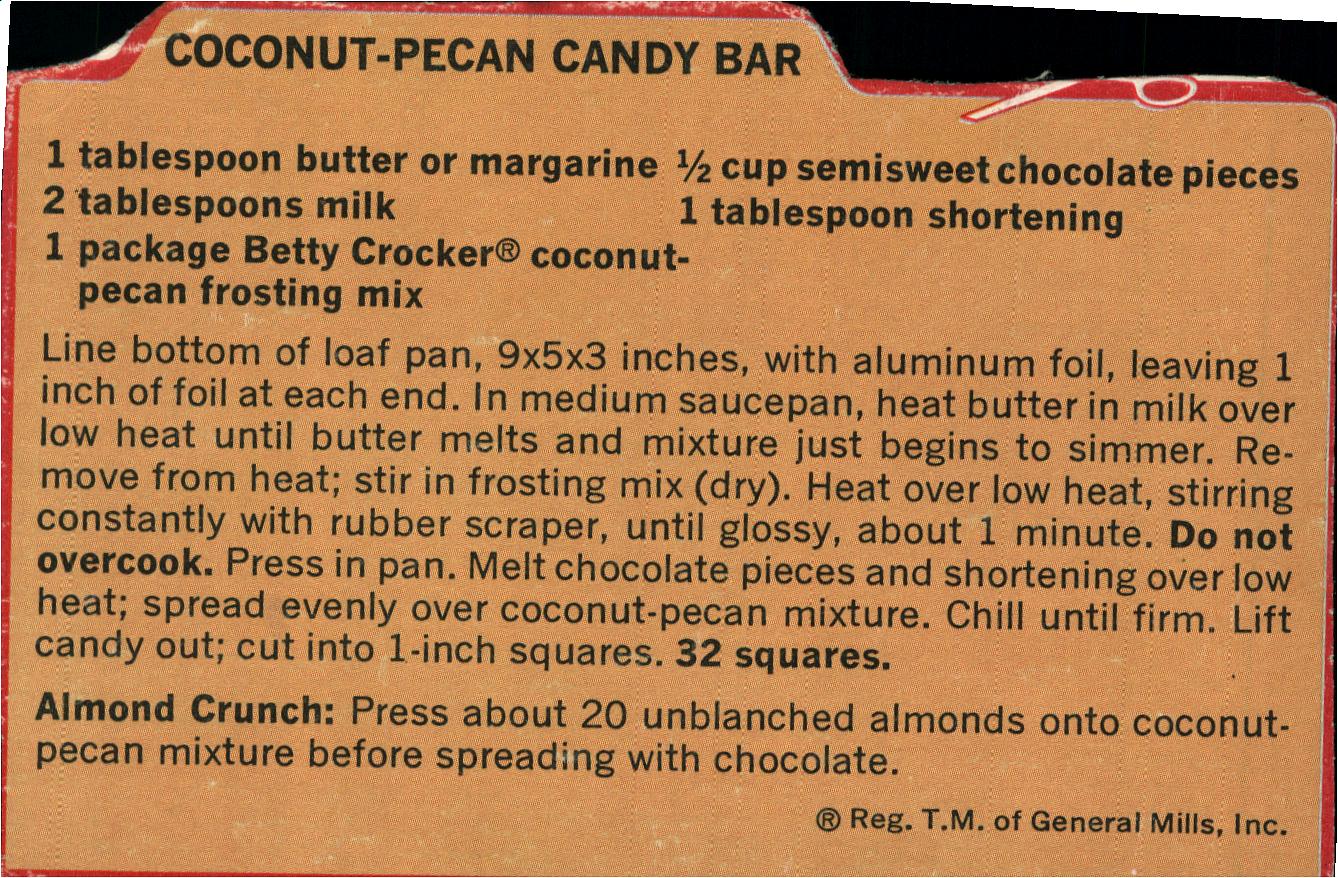 COCONUT-PECAN CANDY BAR
1 tablespoon butter or margarine
2 tablespoons milk
1 package Betty Crocker® coconut-
pecan frosting mix
½ cup semisweet chocolate pieces
1 tablespoon shortening
Line bottom of loaf pan, 9x5x3 inches, with aluminum foil, leaving 1
inch of foil at each end. In medium saucepan, heat butter in milk over
low heat until butter melts and mixture just begins to simmer. Re-
move from heat; stir in frosting mix (dry). Heat over low heat, stirring
constantly with rubber scraper, until glossy, about 1 minute. Do not
overcook. Press in pan. Melt chocolate pieces and shortening over low
heat; spread evenly over coconut-pecan mixture. Chill until firm. Lift
candy out; cut into 1-inch squares. 32 squares.
Almond Crunch: Press about 20 unblanched almonds onto coconut-
pecan mixture before spreading with chocolate.
® Reg. T.M. of General Mills, Inc.